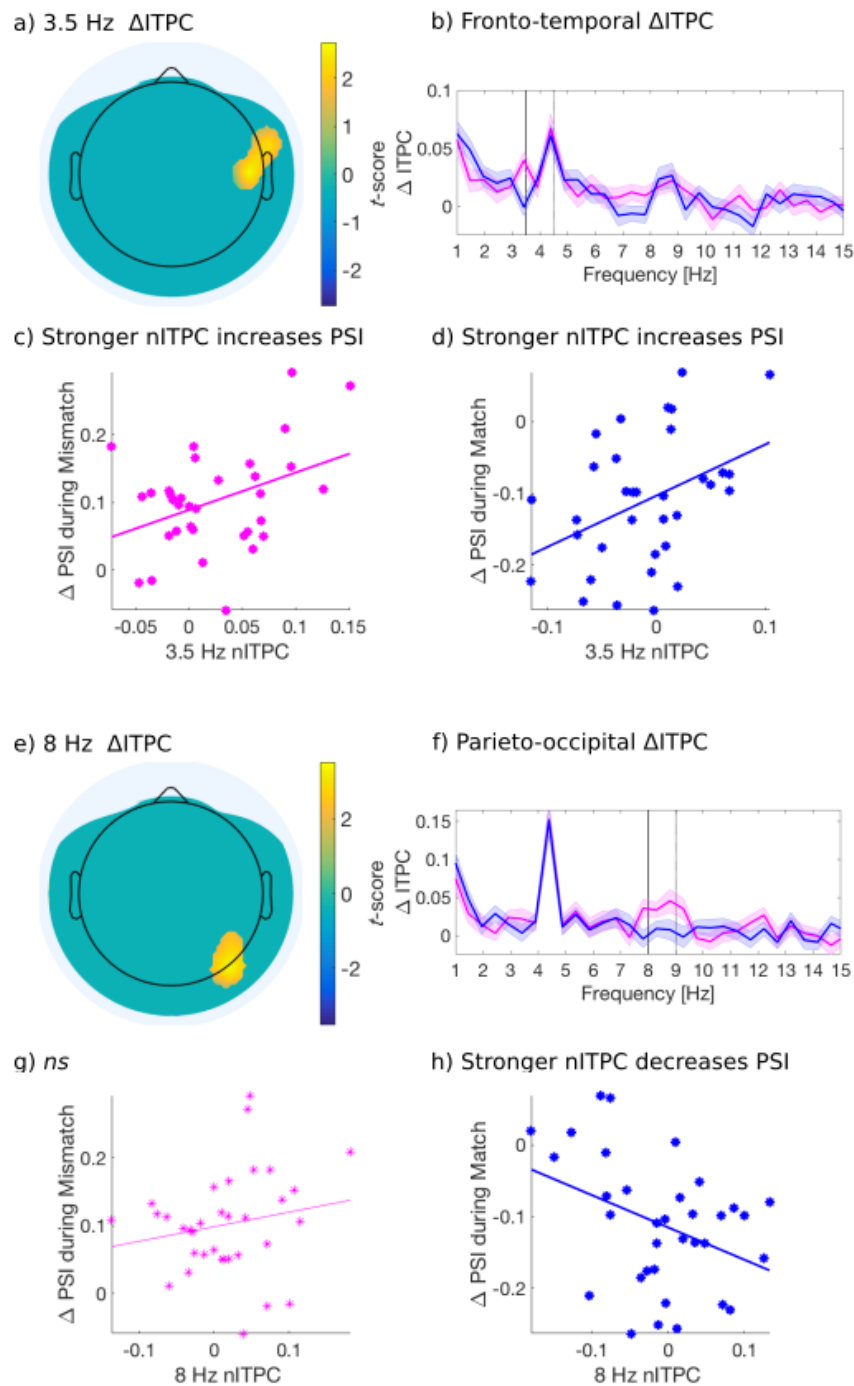 a) 3.5 Hz ΔITPC
2
1
0
-1
-2
t-score
b) Fronto-temporal ΔITPC
0.1
0.05
0
Δ ITPC
1 2 3 4 5 6 7 8 9 10 11 12 13 14 15
Frequency [Hz]
c) Stronger nITPC increases PSI
0.2
0.1
0
Δ PSI during Mismatch
-0.05 0 0.05 0.1 0.15
3.5 Hz nITPC
d) Stronger nITPC increases PSI
0
-0.1
-0.2
Δ PSI during Match
-0.1 0 0.1
3.5 Hz nITPC
e) 8 Hz ΔITPC
2
0
-2
t-score
f) Parieto-occipital ΔITPC
0.15
0.1
0.05
0
Δ ITPC
1 2 3 4 5 6 7 8 9 10 11 12 13 14 15
Frequency [Hz]
g) ns
0.2
0.1
0
Δ PSI during Mismatch
-0.1 0 0.1
8 Hz nITPC
h) Stronger nITPC decreases PSI
0
-0.1
-0.2
Δ PSI during Match
-0.1 0 0.1
8 Hz nITPC